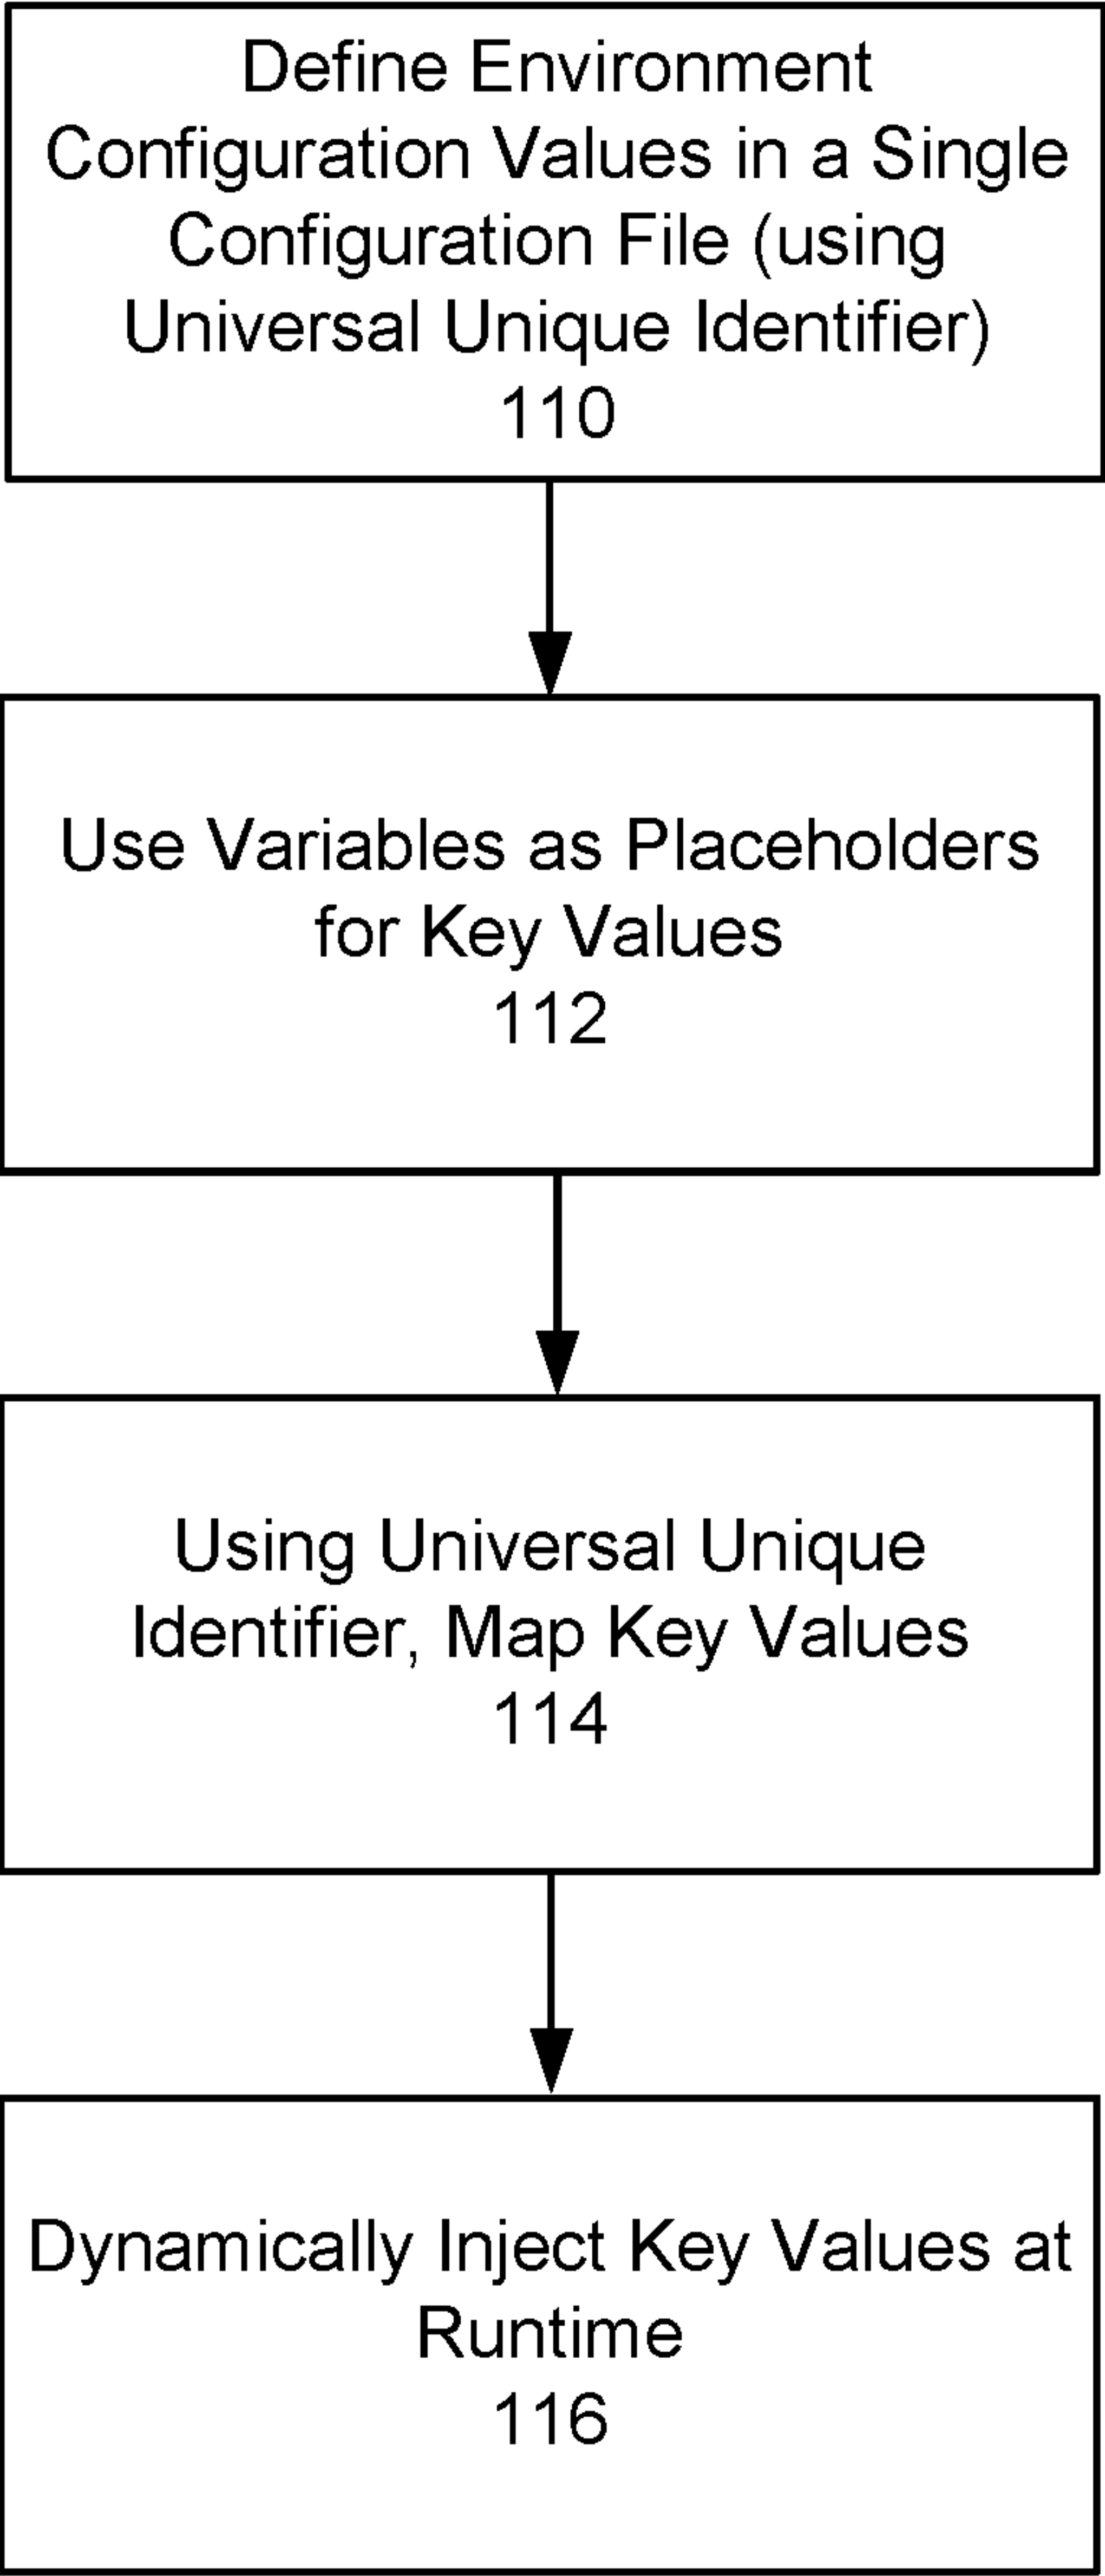 Define Environment
Configuration Values in a Single
Configuration File (using
Universal Unique Identifier)
110
Use Variables as Placeholders
for Key Values
112
Using Universal Unique
Identifier, Map Key Values
114
Dynamically Inject Key Values at
Runtime
116